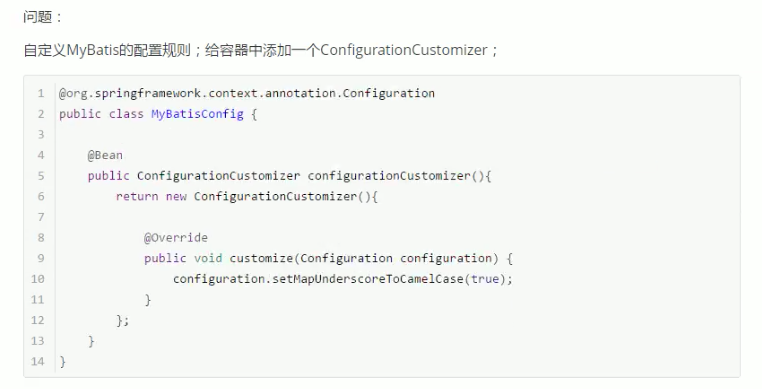 问题：
自定义MyBatis的配置规则；给容器中添加一个ConfigurationCustomizer；
1 @org.springframework.context.annotation.Configuration
2 public class MyBatisConfig {
3
4     @Bean
5     public ConfigurationCustomizer configurationCustomizer(){
6         return new ConfigurationCustomizer(){
7
8             @Override
9             public void customize(Configuration configuration) {
10                 configuration.setMapUnderscoreToCamelCase(true);
11             }
12         };
13     }
14 }